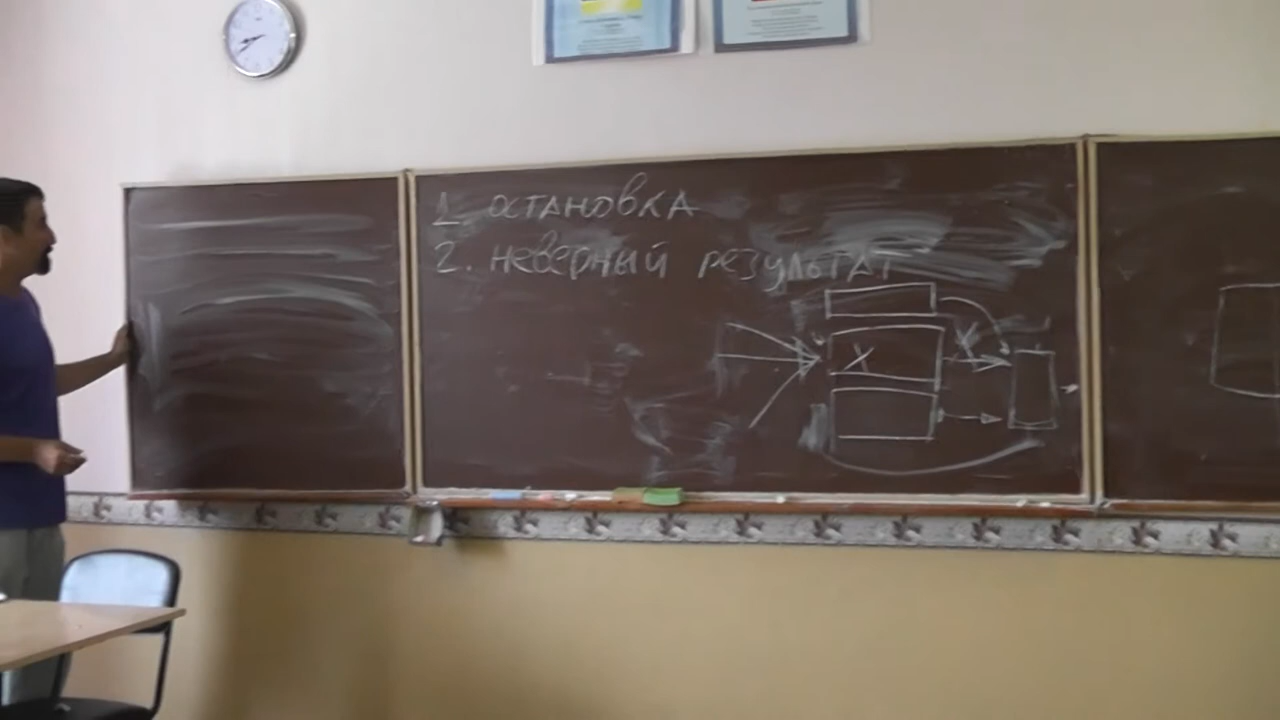 1. остановка
2. неверный результат
X